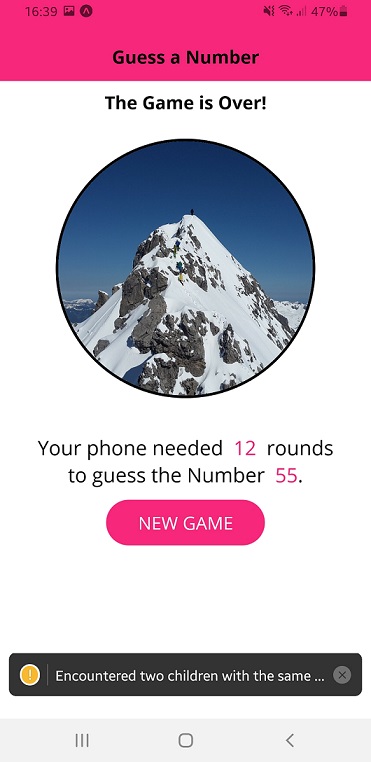 16:39 47%
Guess a Number
The Game is Over!
Your phone needed 12 rounds
to guess the Number 55.
NEW GAME
Encountered two children with the same ...